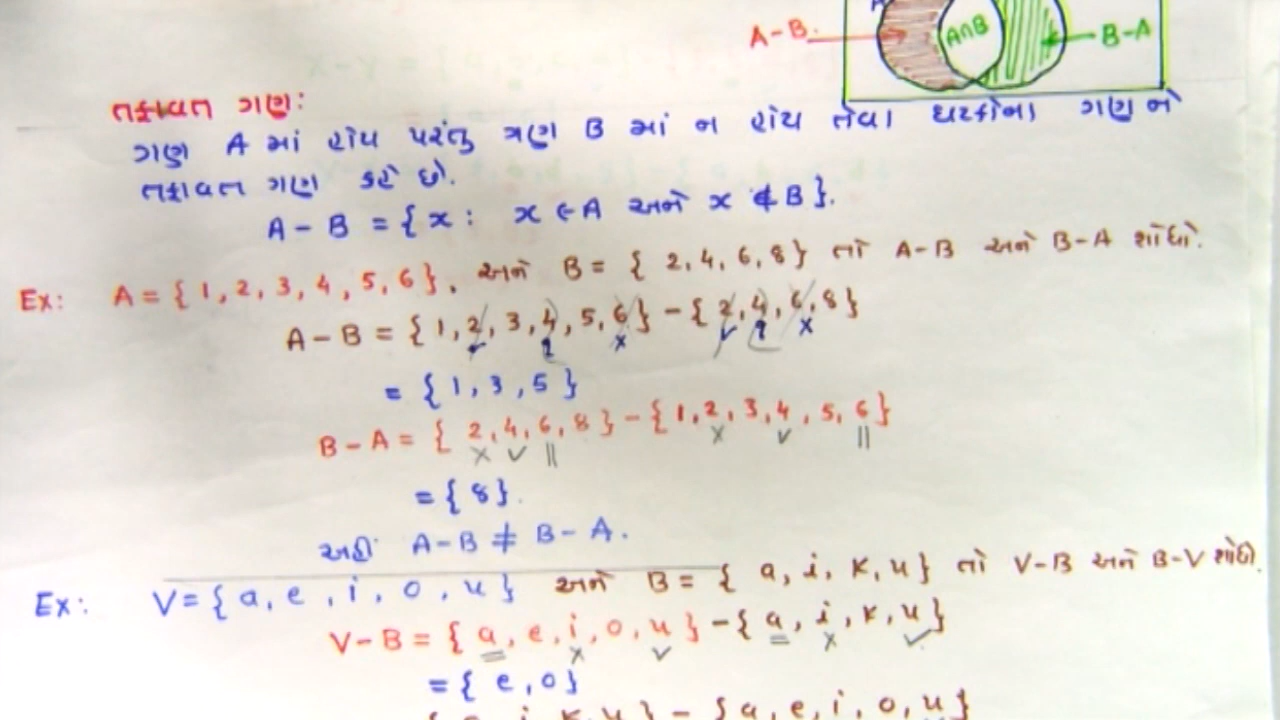 A-B. A∩B B-A
તફાવત ગણ:
ગણ A માં હોય પરંતુ ગણ B માં ન હોય તેવા ઘટકોના ગણ ને
તફાવત ગણ કહે છે.
A - B = { x : x ∈ A અને x ∉ B }.
Ex: A = { 1, 2, 3, 4, 5, 6 }. અને B = { 2, 4, 6, 8 } તો A-B અને B-A શોધો.
A - B = { 1, 2, 3, 4, 5, 6 } - { 2, 4, 6, 8 }
= { 1, 3, 5 }
B - A = { 2, 4, 6, 8 } - { 1, 2, 3, 4, 5, 6 }
= { 8 }.
અહીં A-B ≠ B-A.
Ex: V = { a, e, i, o, u } અને B = { a, i, k, u } તો V-B અને B-V શોધો.
V-B = { a, e, i, o, u } - { a, i, k, u }
= { e, o }
i, k, u } - { a, e, i, o, u }